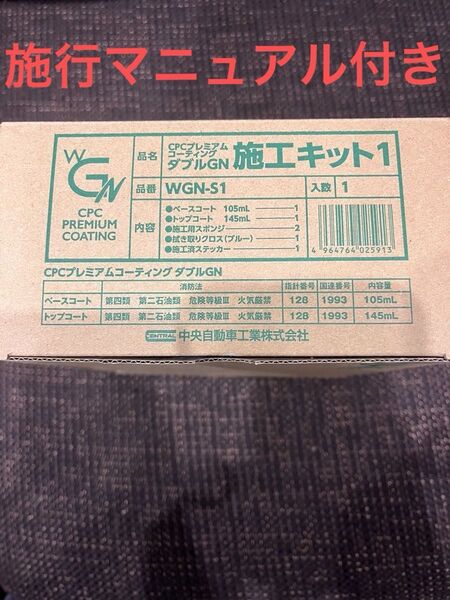 施行マニュアル付き
WGN
CPC
PREMIUM
COATING
品名 CPCプレミアム
コーティング
ダブルGN 施工キット1
品番 WGN-S1 入数 1
内容
●ベースコート 105mL 1
●トップコート 145mL 1
●施工用スポンジ 2
●拭き取りクロス(ブルー) 1
●施工済ステッカー 1
4 964764 025913
CPCプレミアムコーティング ダブルGN
消防法 指針番号 国連番号 内容量
ベースコート 第四類 第二石油類 危険等級Ⅲ 火気厳禁 128 1993 105mL
トップコート 第四類 第二石油類 危険等級Ⅲ 火気厳禁 128 1993 145mL
CENTRAL 中央自動車工業株式会社